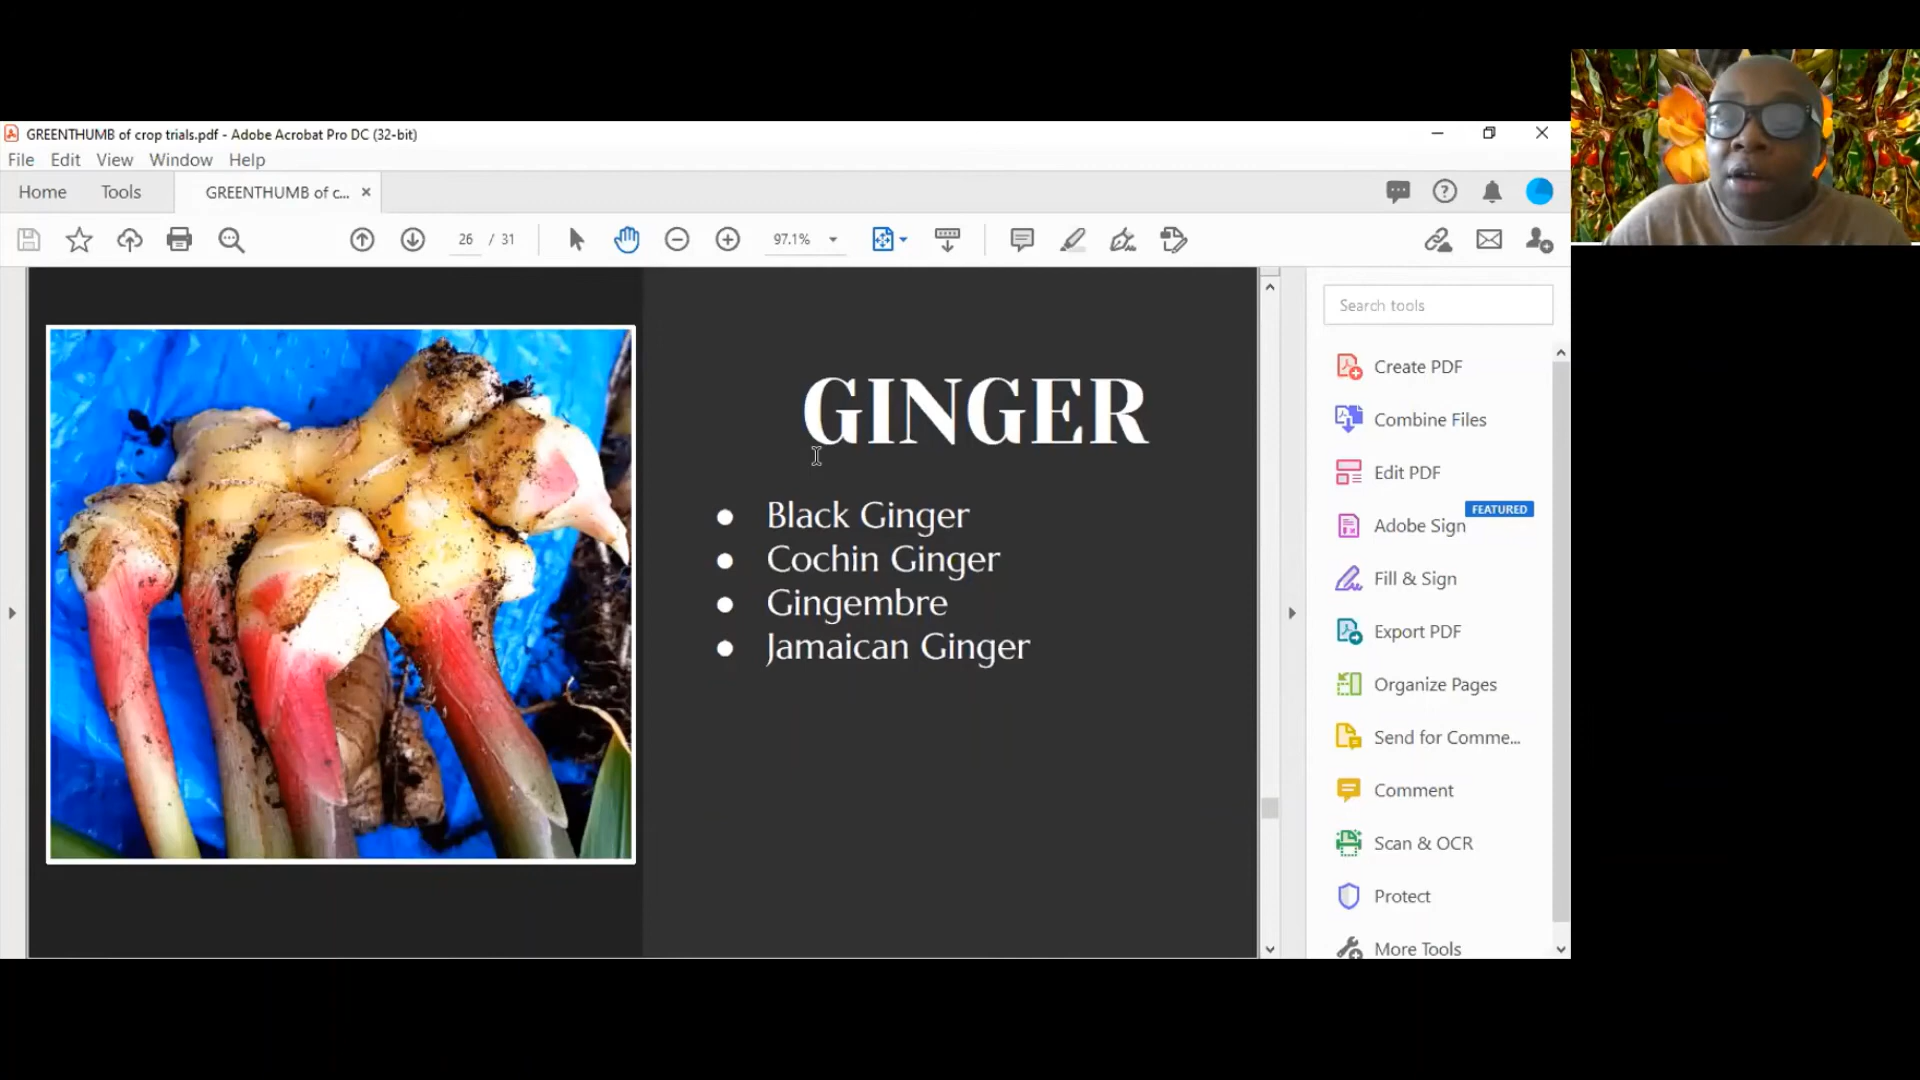 GREENTHUMB of crop trials.pdf - Adobe Acrobat Pro DC (32-bit)
File Edit View Window Help
Home Tools GREENTHUMB of c... ×
26 / 31 97.1%
GINGER
● Black Ginger
● Cochin Ginger
● Gingembre
● Jamaican Ginger
Search tools
Create PDF
Combine Files
Edit PDF
FEATURED
Adobe Sign
Fill & Sign
Export PDF
Organize Pages
Send for Comme...
Comment
Scan & OCR
Protect
More Tools